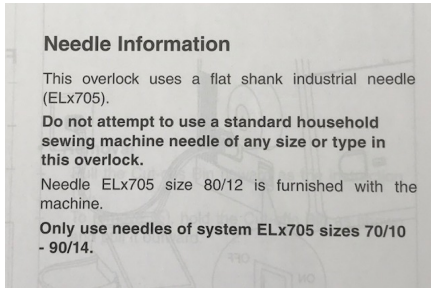 Needle Information
This overlock uses a flat shank industrial needle
(ELx705).
Do not attempt to use a standard household
sewing machine needle of any size or type in
this overlock.
Needle ELx705 size 80/12 is furnished with the
machine.
Only use needles of system ELx705 sizes 70/10
- 90/14.